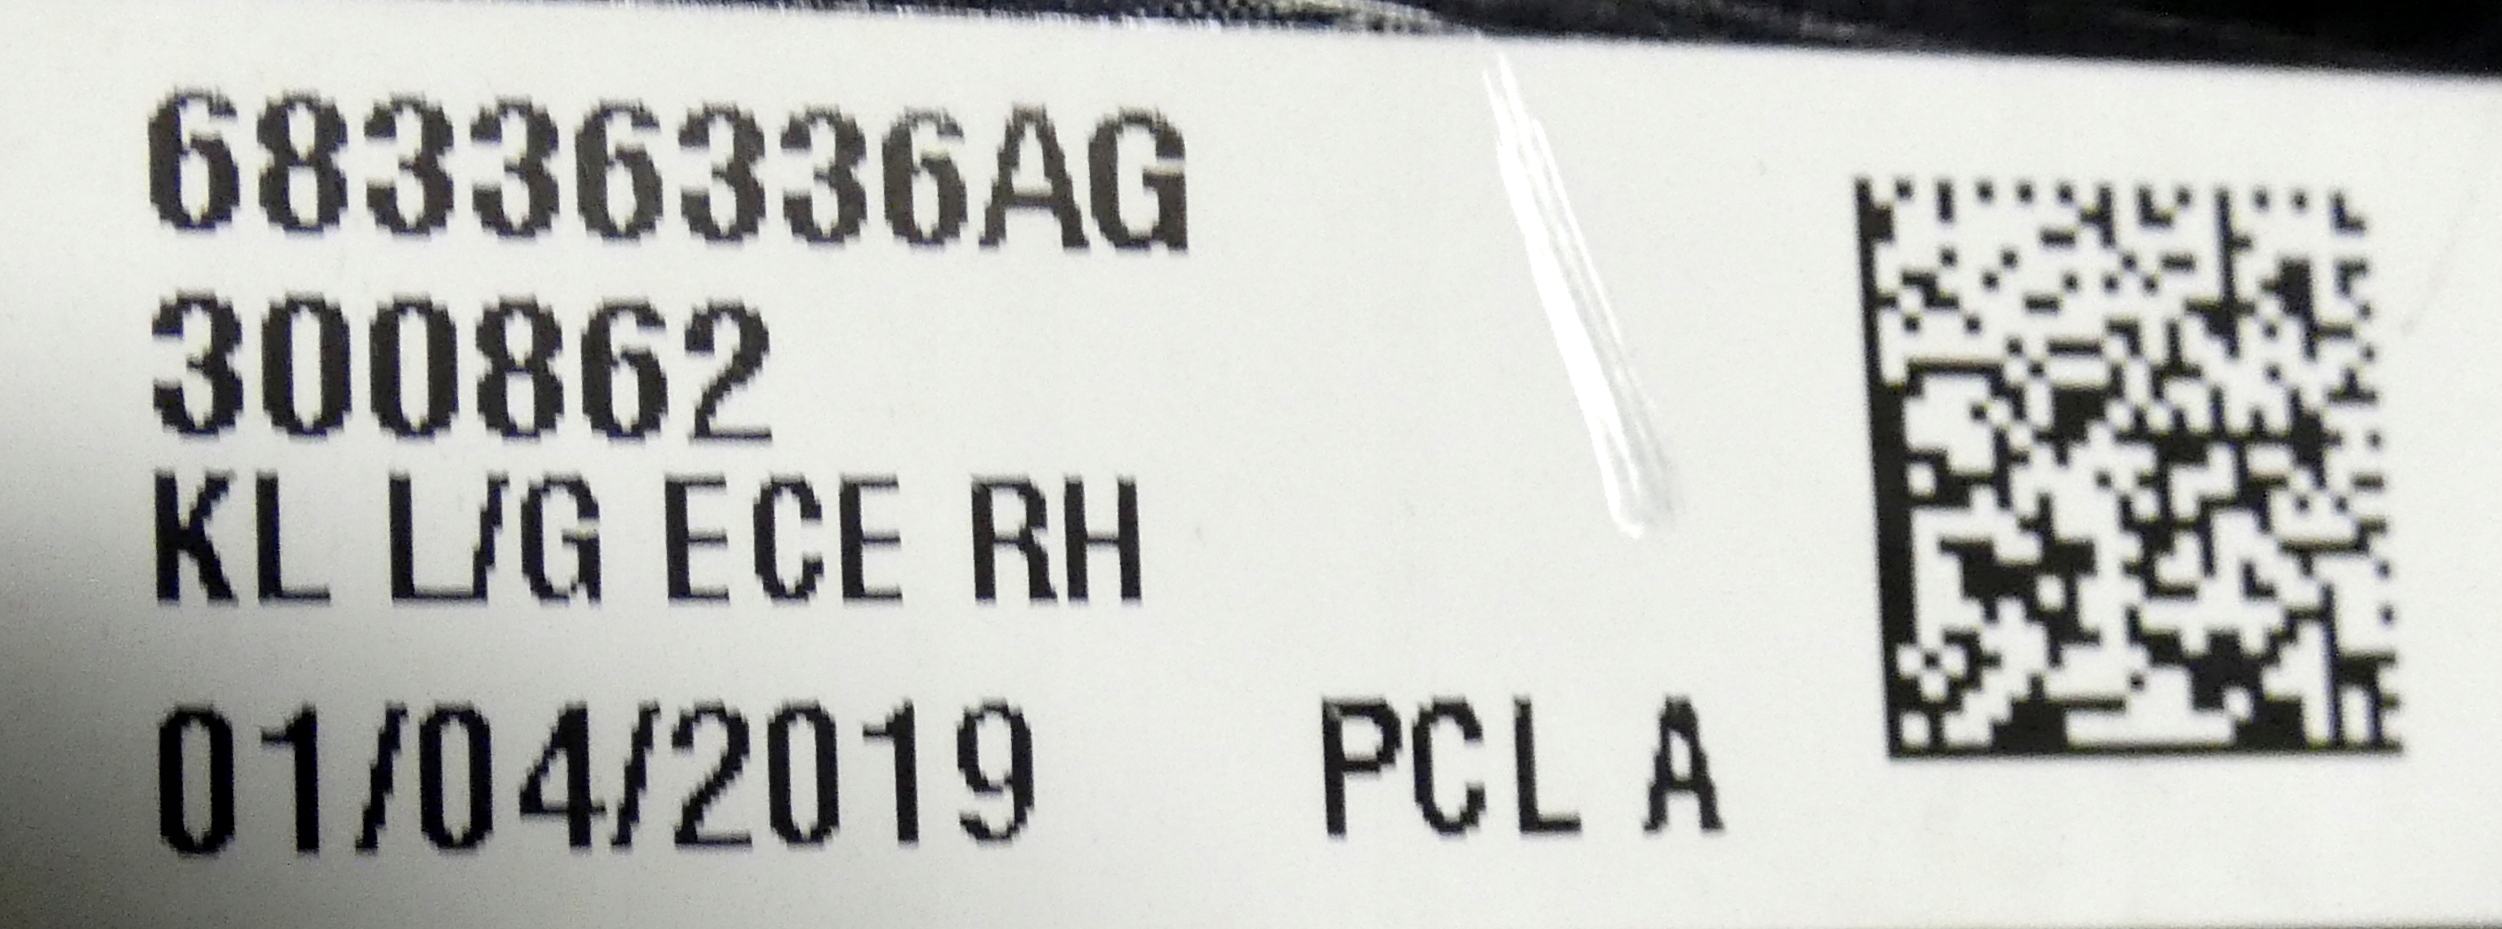 68336336AG
300862
KL L/G ECE RH
01/04/2019 PCL A